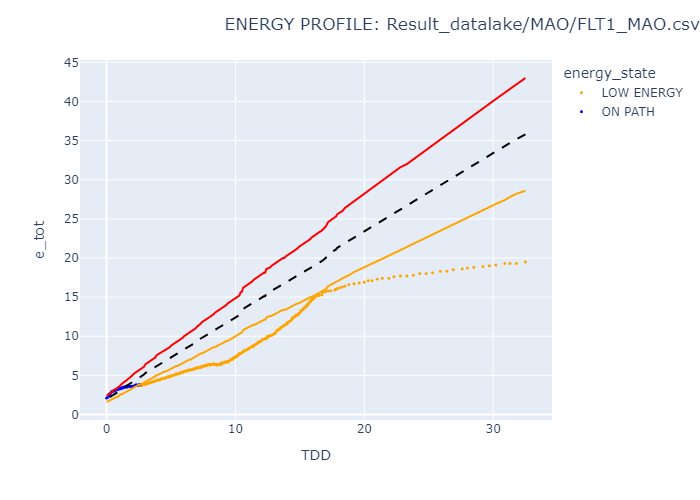 ENERGY PROFILE: Result_datalake/MAO/FLT1_MAO.csv
energy_state
LOW ENERGY
ON PATH
e_tot
45
40
35
30
25
20
15
10
5
0
0 10 20 30
TDD